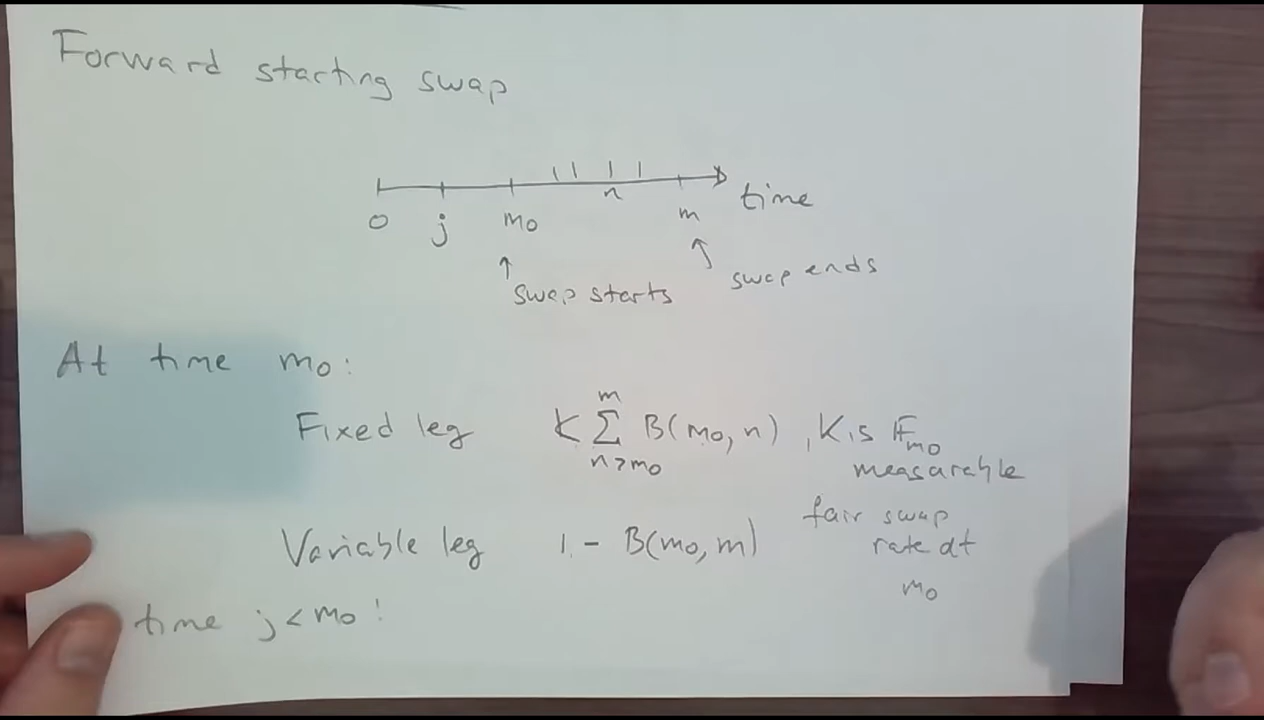 Forward starting swap
0 j m₀ n m time
swap starts swap ends
At time m₀:
Fixed leg K ∑_{n>m₀}^{m} B(m₀, n) , K is 𝔽_{m₀}
measurable
Variable leg 1 - B(m₀, m)
fair swap
rate at
m₀
time j < m₀: